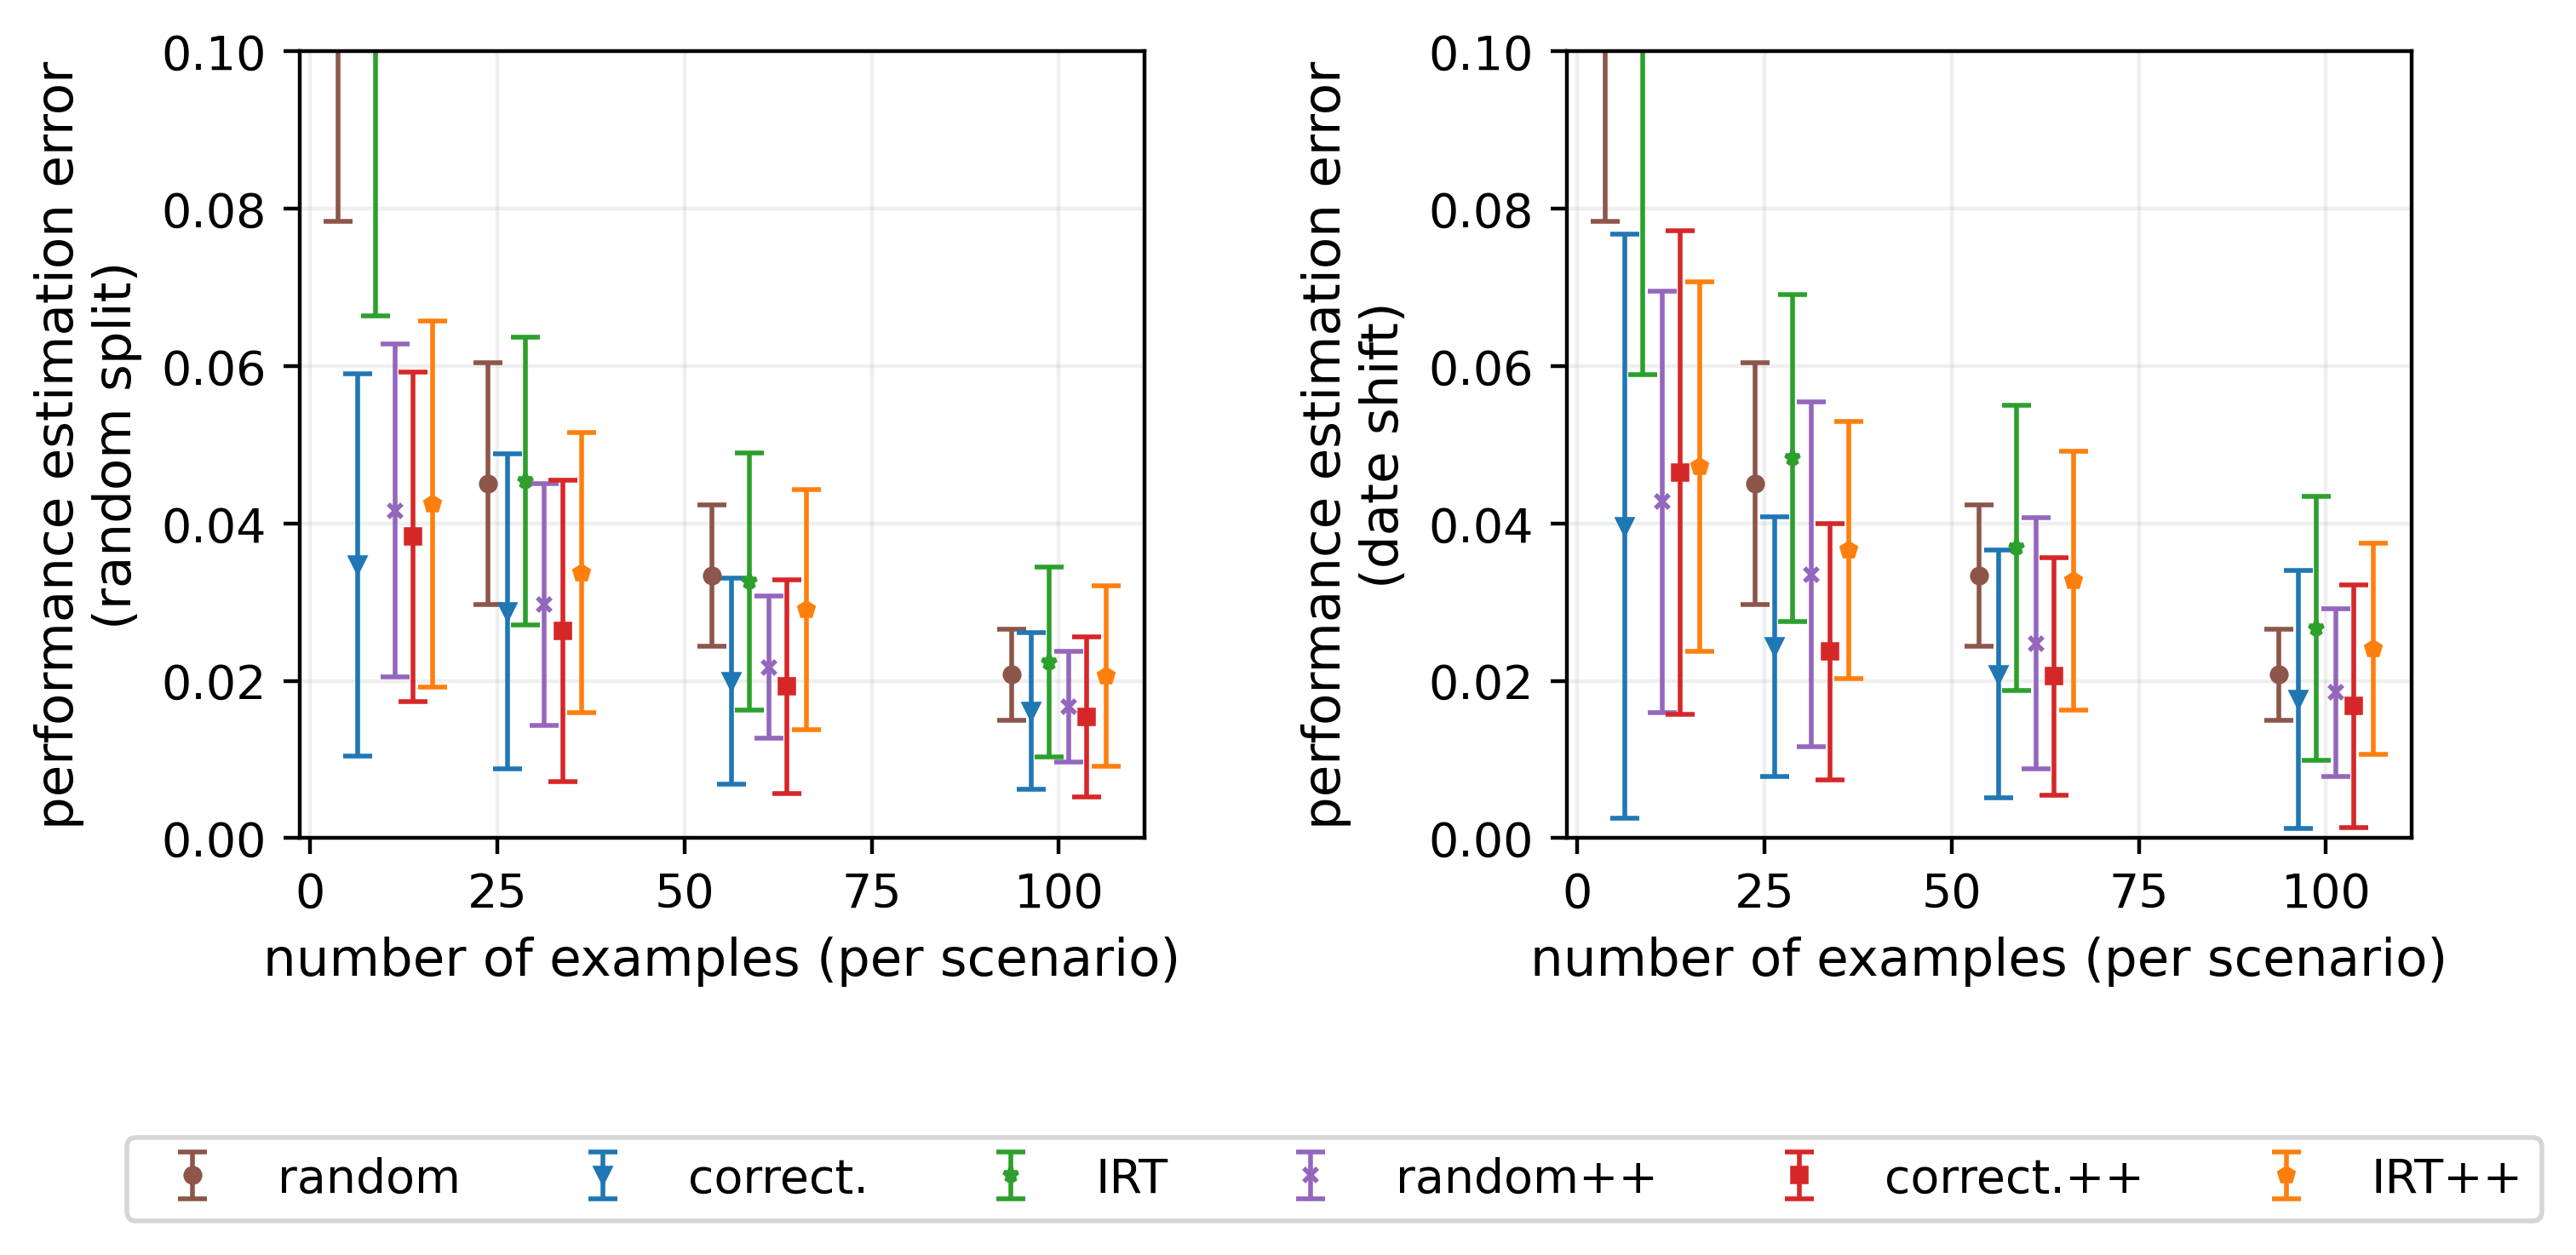 performance estimation error
(random split)
0.10
0.08
0.06
0.04
0.02
0.00
0 25 50 75 100
number of examples (per scenario)
performance estimation error
(date shift)
0.10
0.08
0.06
0.04
0.02
0.00
0 25 50 75 100
number of examples (per scenario)
random correct. IRT random++ correct.++ IRT++